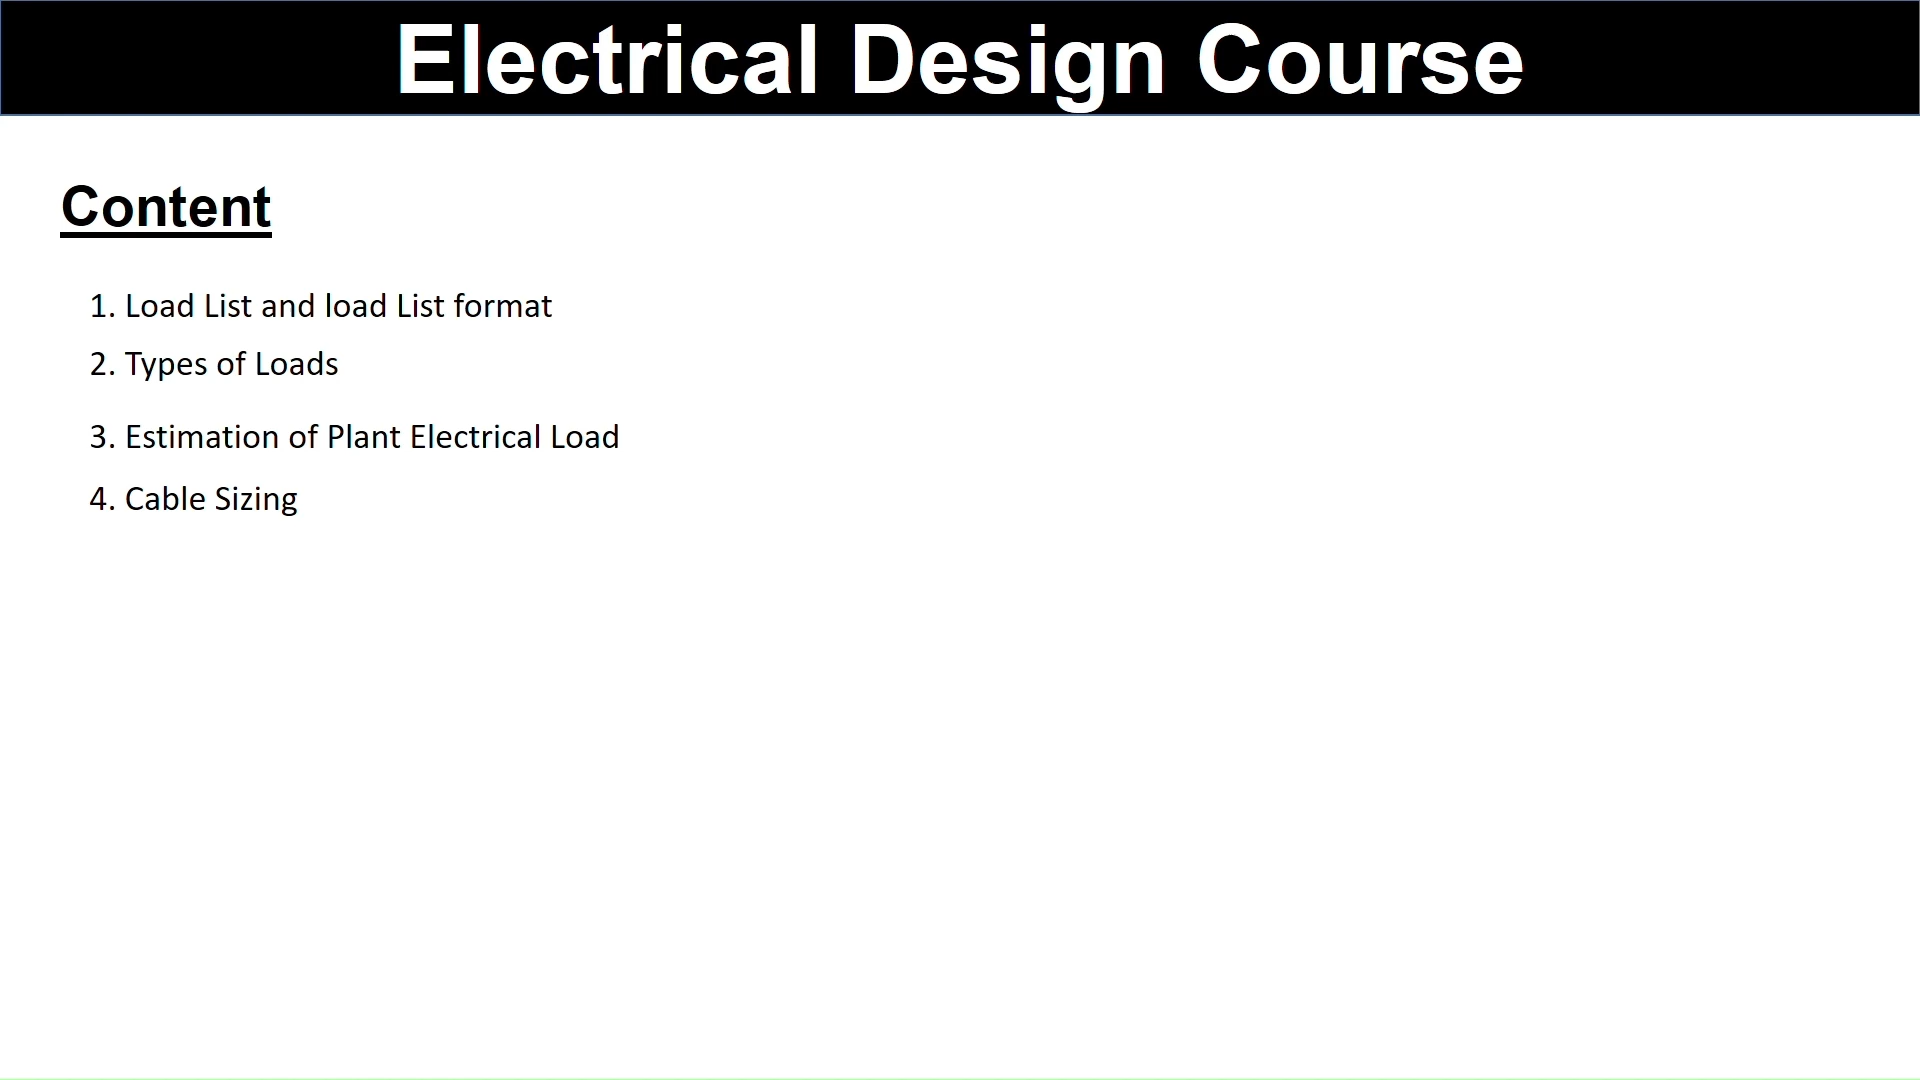 Electrical Design Course
Content
1. Load List and load List format
2. Types of Loads
3. Estimation of Plant Electrical Load
4. Cable Sizing